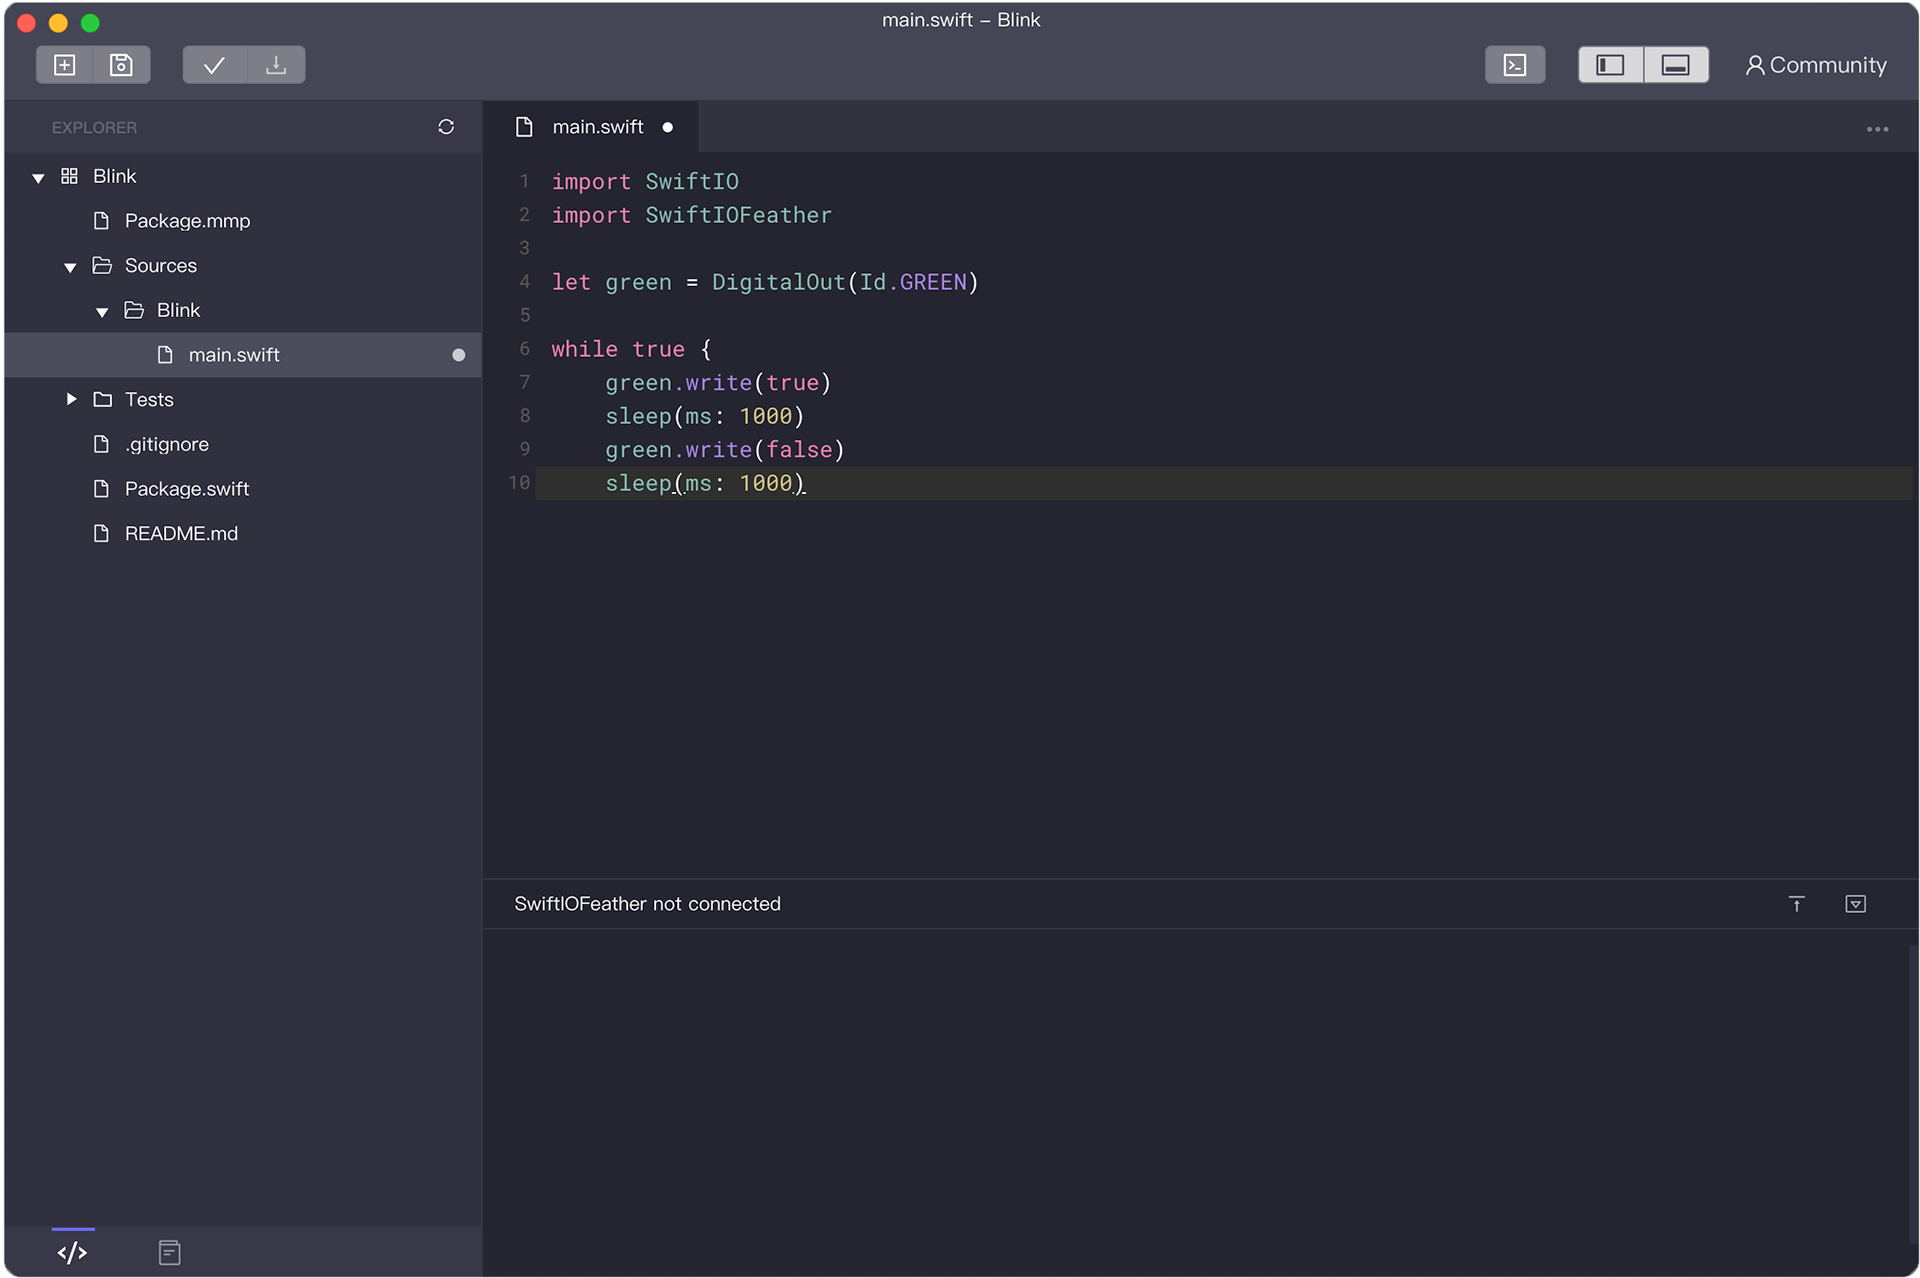 main.swift – Blink
Community
EXPLORER
Blink
Package.mmp
Sources
Blink
main.swift
Tests
.gitignore
Package.swift
README.md
main.swift
1 import SwiftIO
2 import SwiftIOFeather
3
4 let green = DigitalOut(Id.GREEN)
5
6 while true {
7     green.write(true)
8     sleep(ms: 1000)
9     green.write(false)
10     sleep(ms: 1000)
SwiftIOFeather not connected